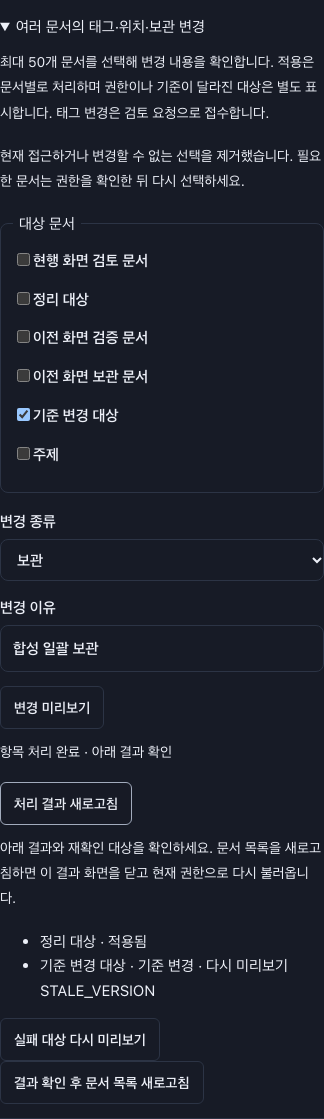 ▼ 여러 문서의 태그·위치·보관 변경
최대 50개 문서를 선택해 변경 내용을 확인합니다. 적용은
문서별로 처리하며 권한이나 기준이 달라진 대상은 별도 표
시합니다. 태그 변경은 검토 요청으로 접수합니다.
현재 접근하거나 변경할 수 없는 선택을 제거했습니다. 필요
한 문서는 권한을 확인한 뒤 다시 선택하세요.
대상 문서
현행 화면 검토 문서
정리 대상
이전 화면 검증 문서
이전 화면 보관 문서
기준 변경 대상
주제
변경 종류
보관
변경 이유
합성 일괄 보관
변경 미리보기
항목 처리 완료 · 아래 결과 확인
처리 결과 새로고침
아래 결과와 재확인 대상을 확인하세요. 문서 목록을 새로고
침하면 이 결과 화면을 닫고 현재 권한으로 다시 불러옵니
다.
• 정리 대상 · 적용됨
• 기준 변경 대상 · 기준 변경 · 다시 미리보기
STALE_VERSION
실패 대상 다시 미리보기
결과 확인 후 문서 목록 새로고침